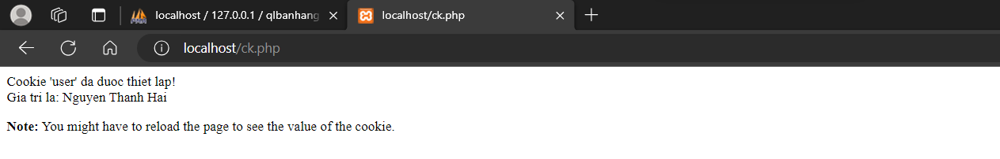 localhost / 127.0.0.1 / qlbanhang
localhost/ck.php
localhost/ck.php
Cookie 'user' da duoc thiet lap!
Gia tri la: Nguyen Thanh Hai
Note: You might have to reload the page to see the value of the cookie.